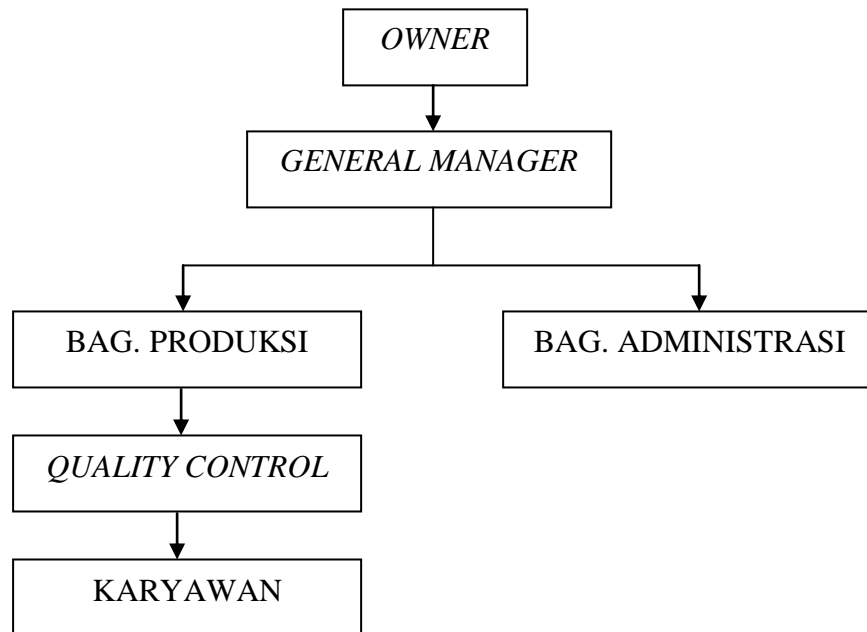 OWNER
GENERAL MANAGER
BAG. PRODUKSI
BAG. ADMINISTRASI
QUALITY CONTROL
KARYAWAN